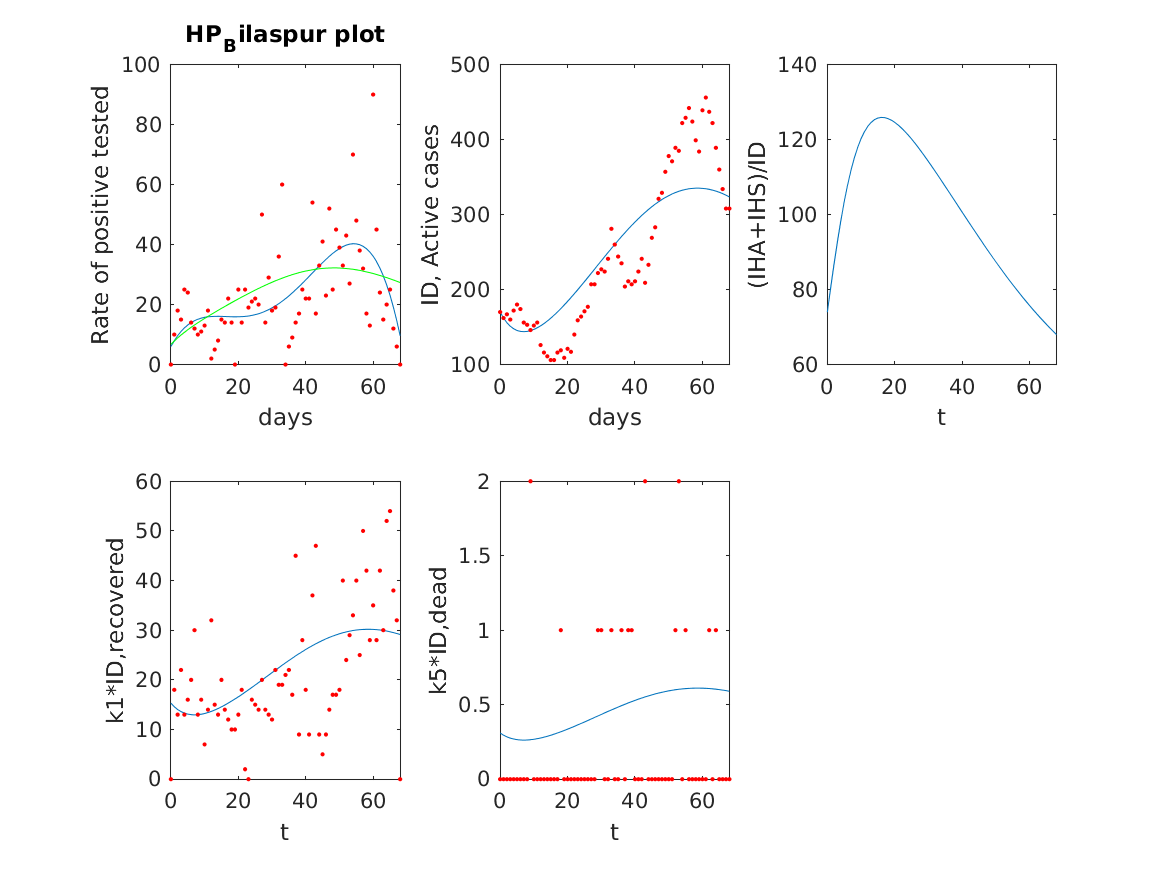 HP_Bilaspur plot
100
80
60
40
20
0
0 20 40 60
days
Rate of positive tested
500
400
300
200
100
0 20 40 60
days
ID, Active cases
140
120
100
80
60
0 20 40 60
t
(IHA+IHS)/ID
60
50
40
30
20
10
0
0 20 40 60
t
k1*ID,recovered
2
1.5
1
0.5
0
0 20 40 60
t
k5*ID,dead